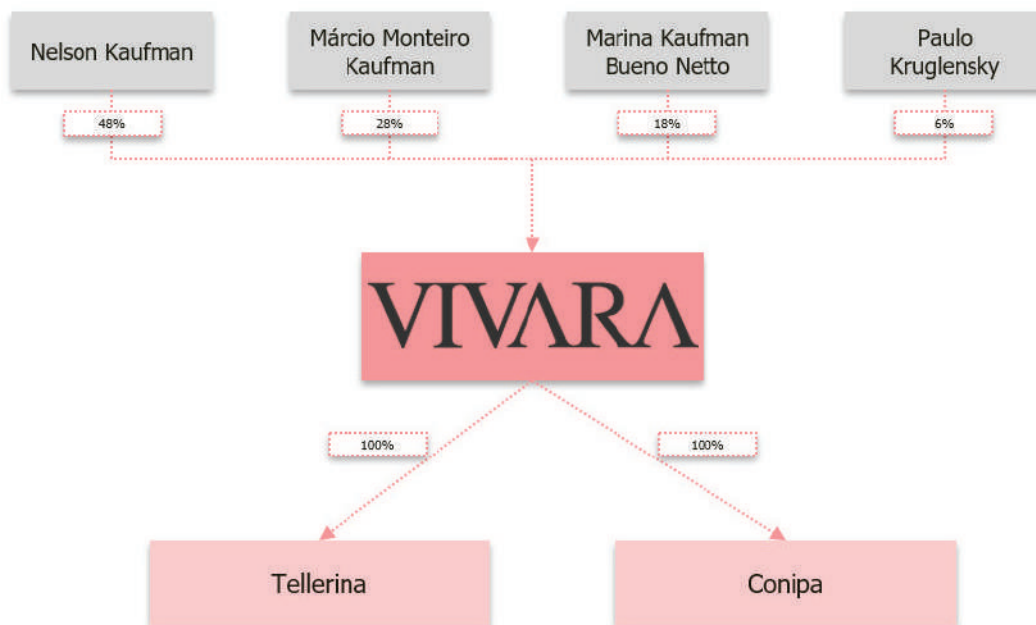 Nelson Kaufman
Márcio Monteiro
Kaufman
Marina Kaufman
Bueno Netto
Paulo
Kruglensky
48%
28%
18%
6%
VIVARA
100%
100%
Tellerina
Conipa